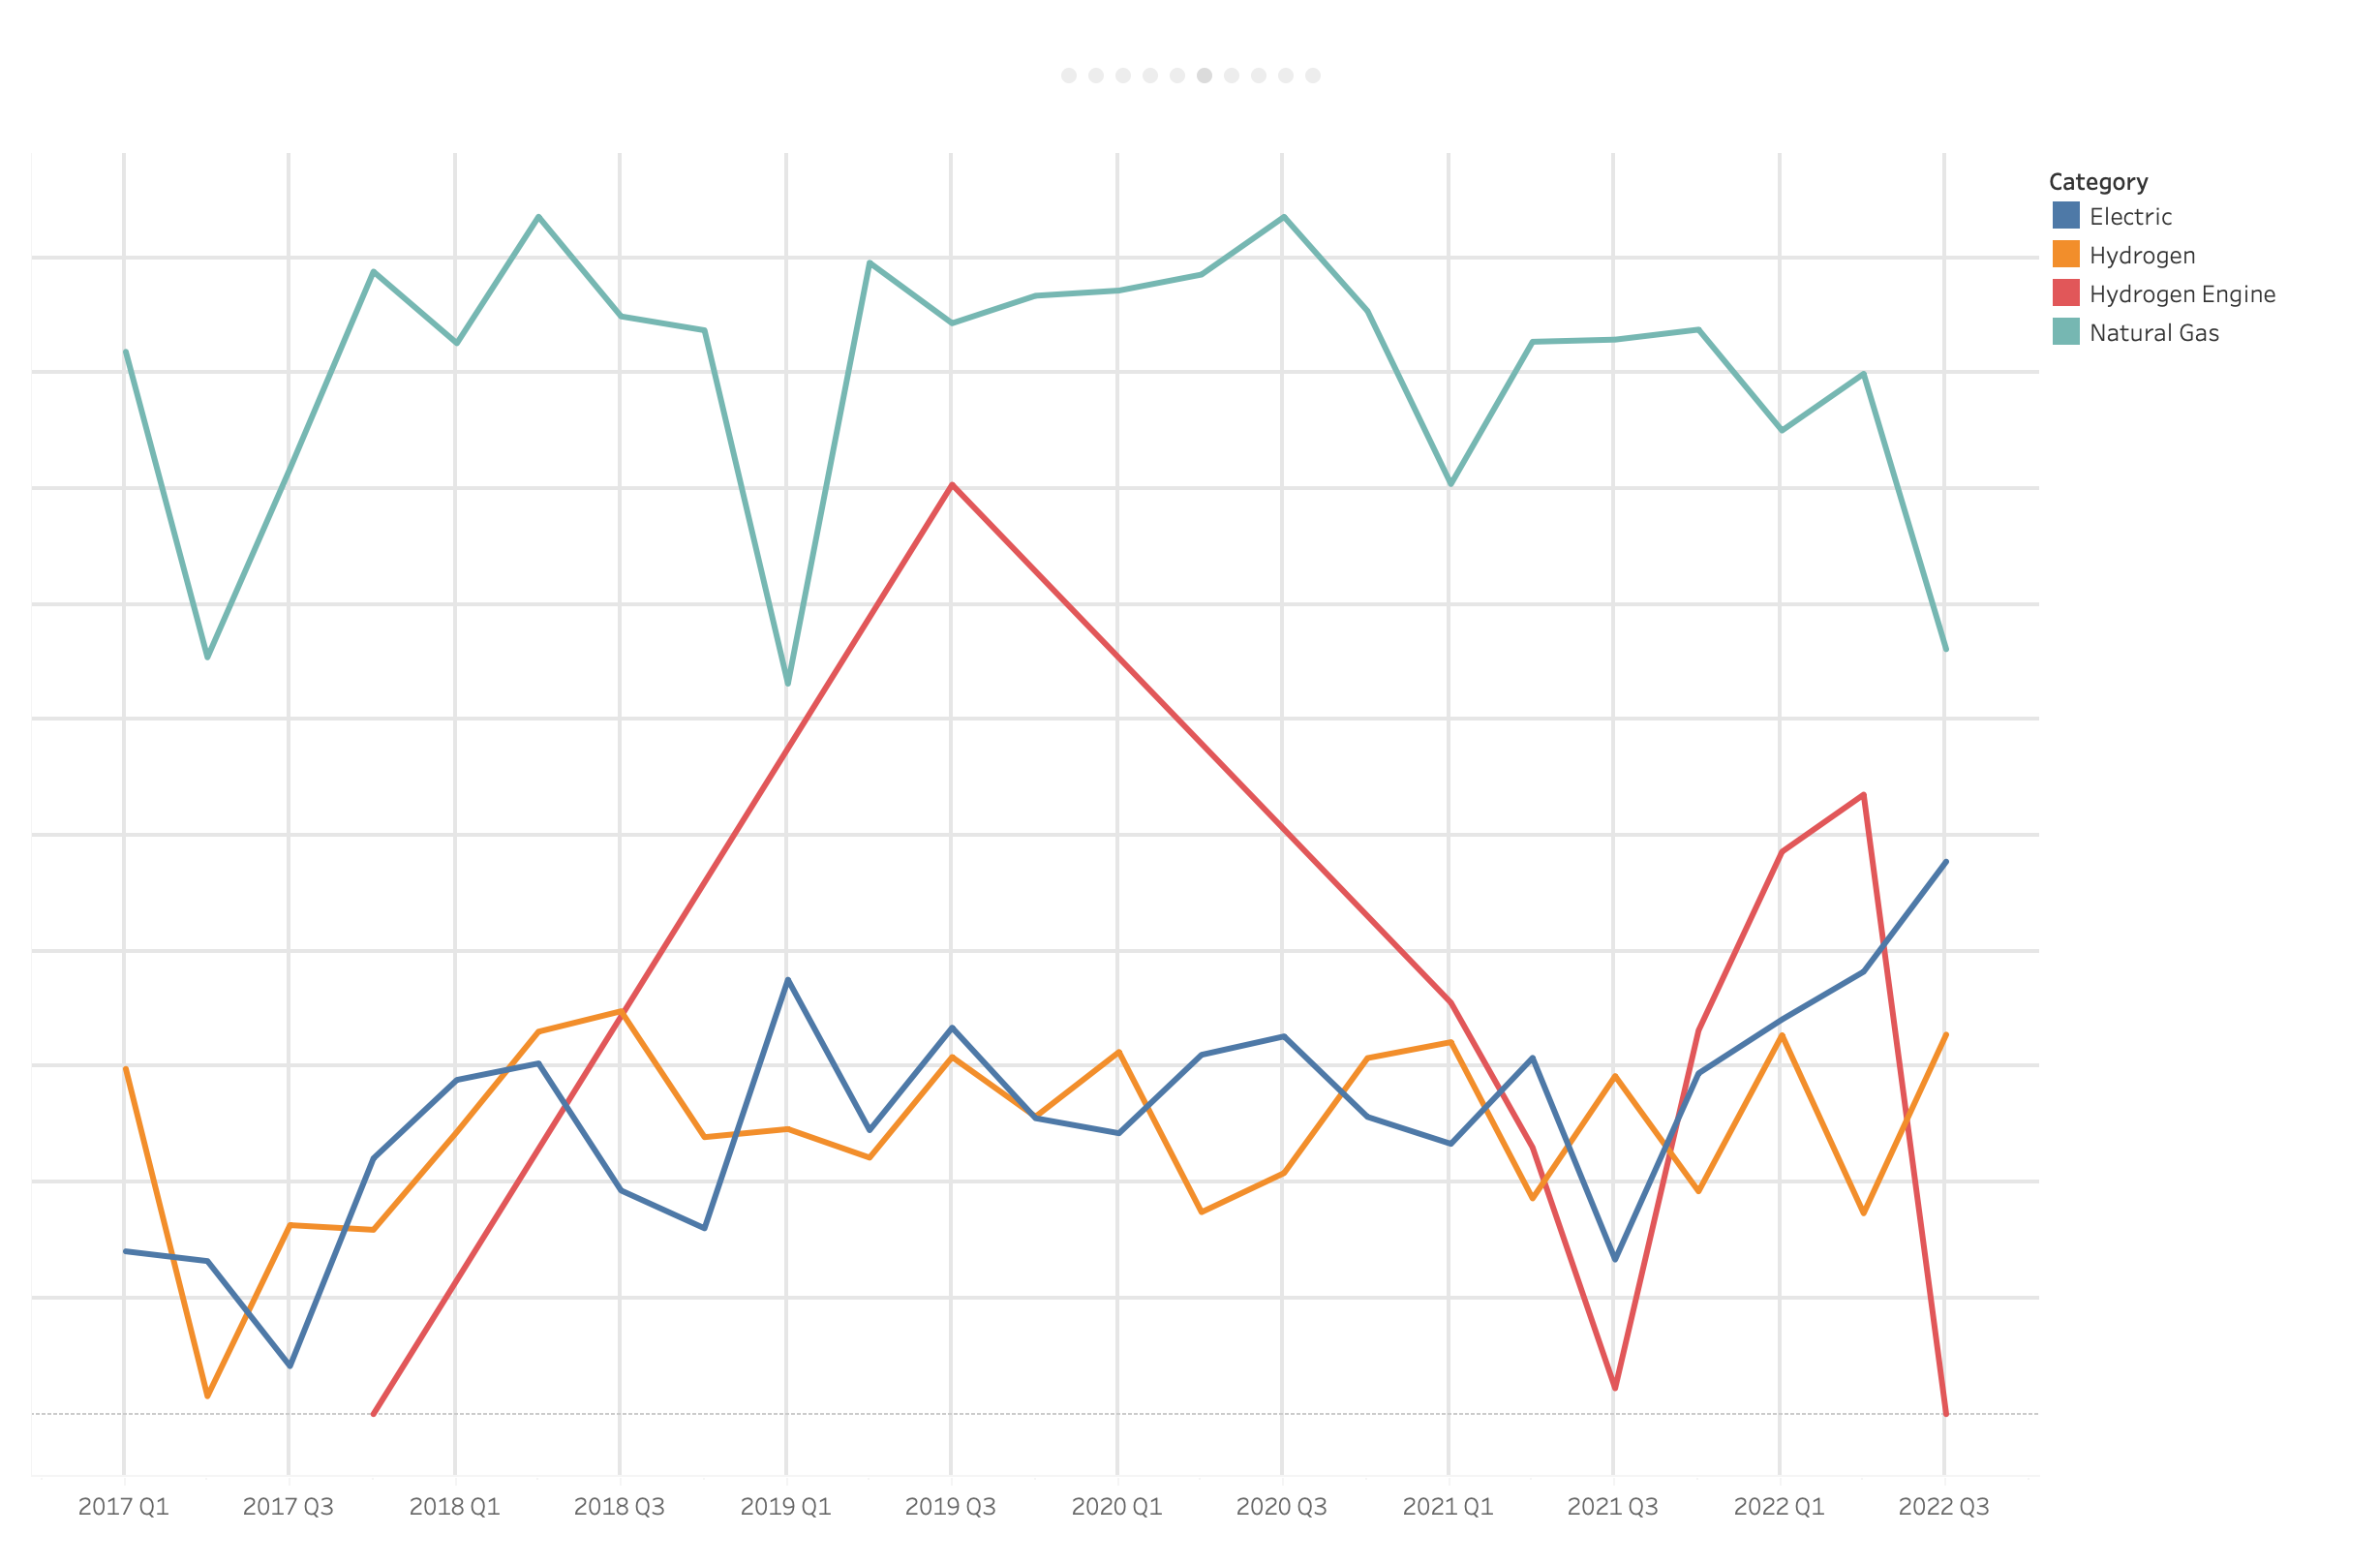 Category
Electric
Hydrogen
Hydrogen Engine
Natural Gas
2017 Q1 2017 Q3 2018 Q1 2018 Q3 2019 Q1 2019 Q3 2020 Q1 2020 Q3 2021 Q1 2021 Q3 2022 Q1 2022 Q3